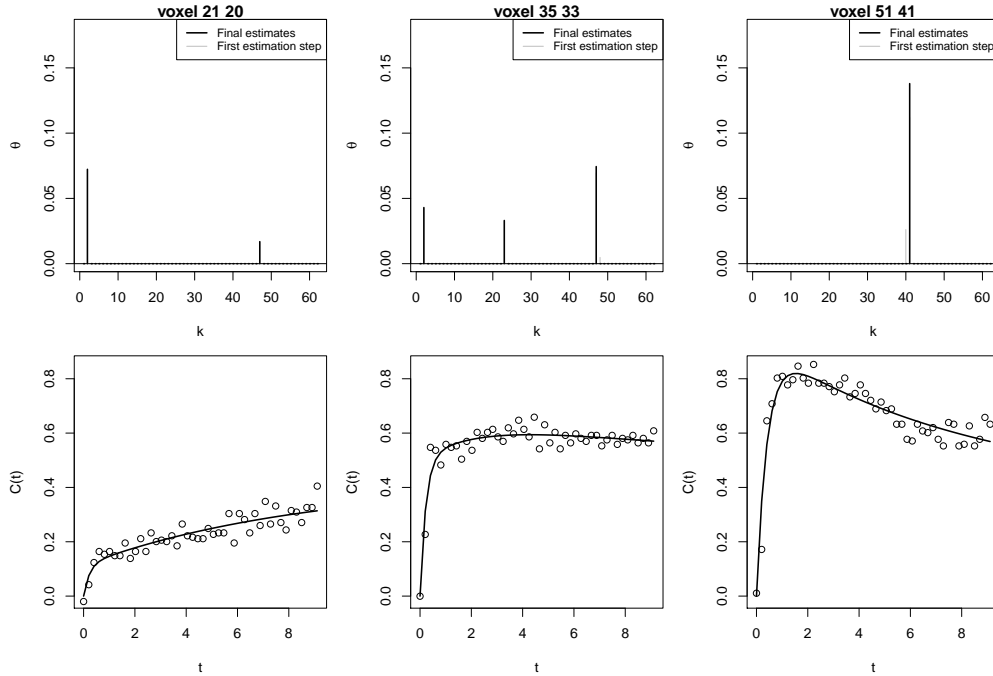 voxel 21 20
voxel 35 33
voxel 51 41
Final estimates
First estimation step
Final estimates
First estimation step
Final estimates
First estimation step
θ
0.00 0.05 0.10 0.15
0 10 20 30 40 50 60
k
θ
0.00 0.05 0.10 0.15
0 10 20 30 40 50 60
k
θ
0.00 0.05 0.10 0.15
0 10 20 30 40 50 60
k
C(t)
0.0 0.2 0.4 0.6 0.8
0 2 4 6 8
t
C(t)
0.0 0.2 0.4 0.6 0.8
0 2 4 6 8
t
C(t)
0.0 0.2 0.4 0.6 0.8
0 2 4 6 8
t